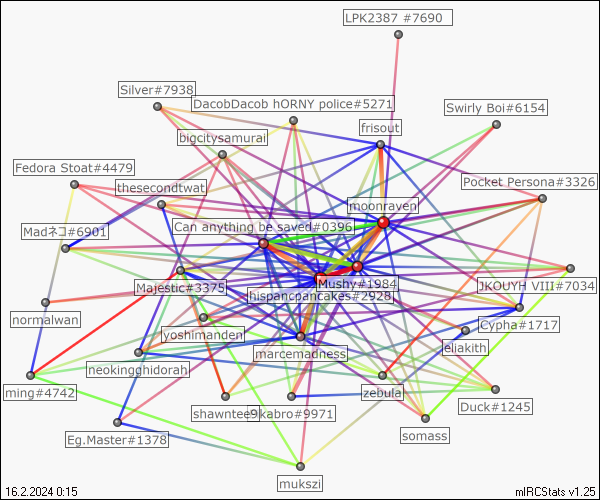 LPK2387 #7690
Silver#7938
DacobDacob hORNY police#5271
Swirly Boi#6154
frisout
bigcitysamurai
Fedora Stoat#4479
Pocket Persona#3326
thesecondtwat
moonraven
Can anything be saved#0396
Madネコ#6901
Mushy#1984
Majestic#3375
JKOUYH VIII#7034
hispancpancakes#2928
normalwan
Cypha#1717
yoshimanden
eliakith
marcemadness
neokingghidorah
ming#4742
zebula
shawntee
9kabro#9971
Duck#1245
somass
Eg.Master#1378
mukszi
16.2.2024 0:15
mIRCStats v1.25